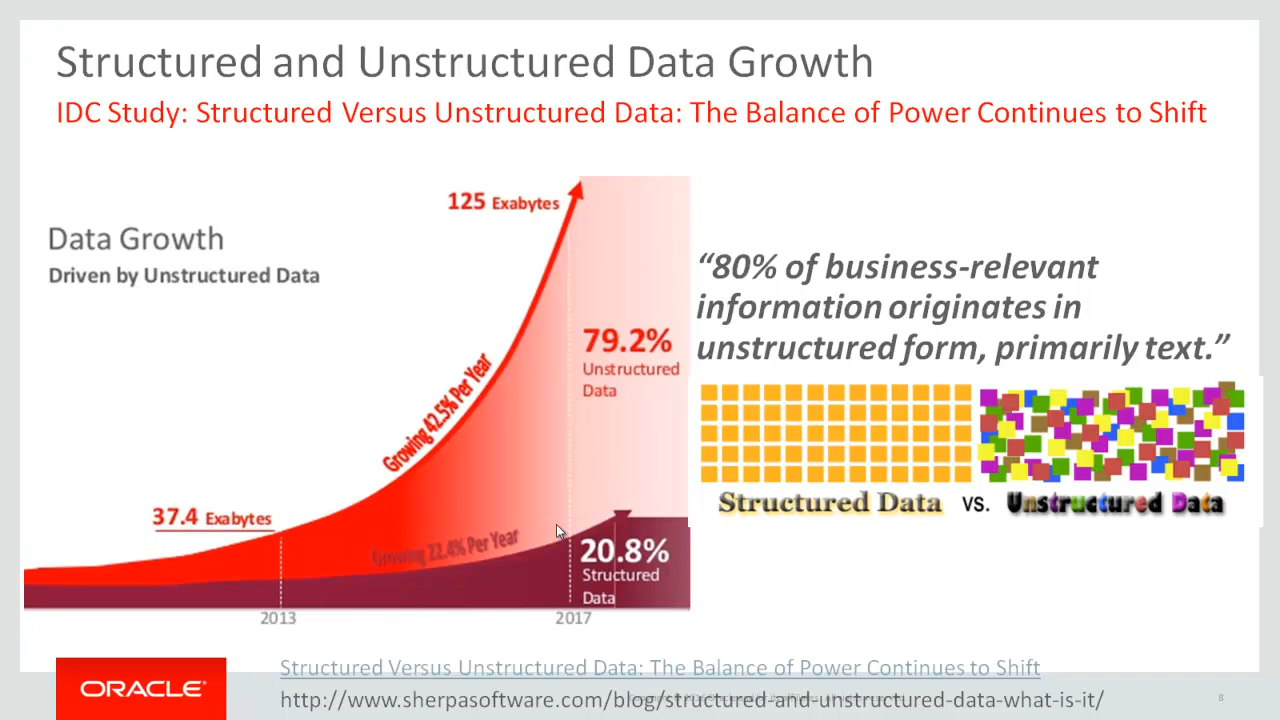 Structured and Unstructured Data Growth
IDC Study: Structured Versus Unstructured Data: The Balance of Power Continues to Shift
125 Exabytes
Data Growth
Driven by Unstructured Data
“80% of business-relevant
information originates in
unstructured form, primarily text.”
79.2%
Unstructured
Data
Growing 42.5% Per Year
37.4 Exabytes
Growing 22.4% Per Year
20.8%
Structured
Data
Structured Data vs. Unstructured Data
2013
2017
ORACLE
Structured Versus Unstructured Data: The Balance of Power Continues to Shift
http://www.sherpasoftware.com/blog/structured-and-unstructured-data-what-is-it/
8